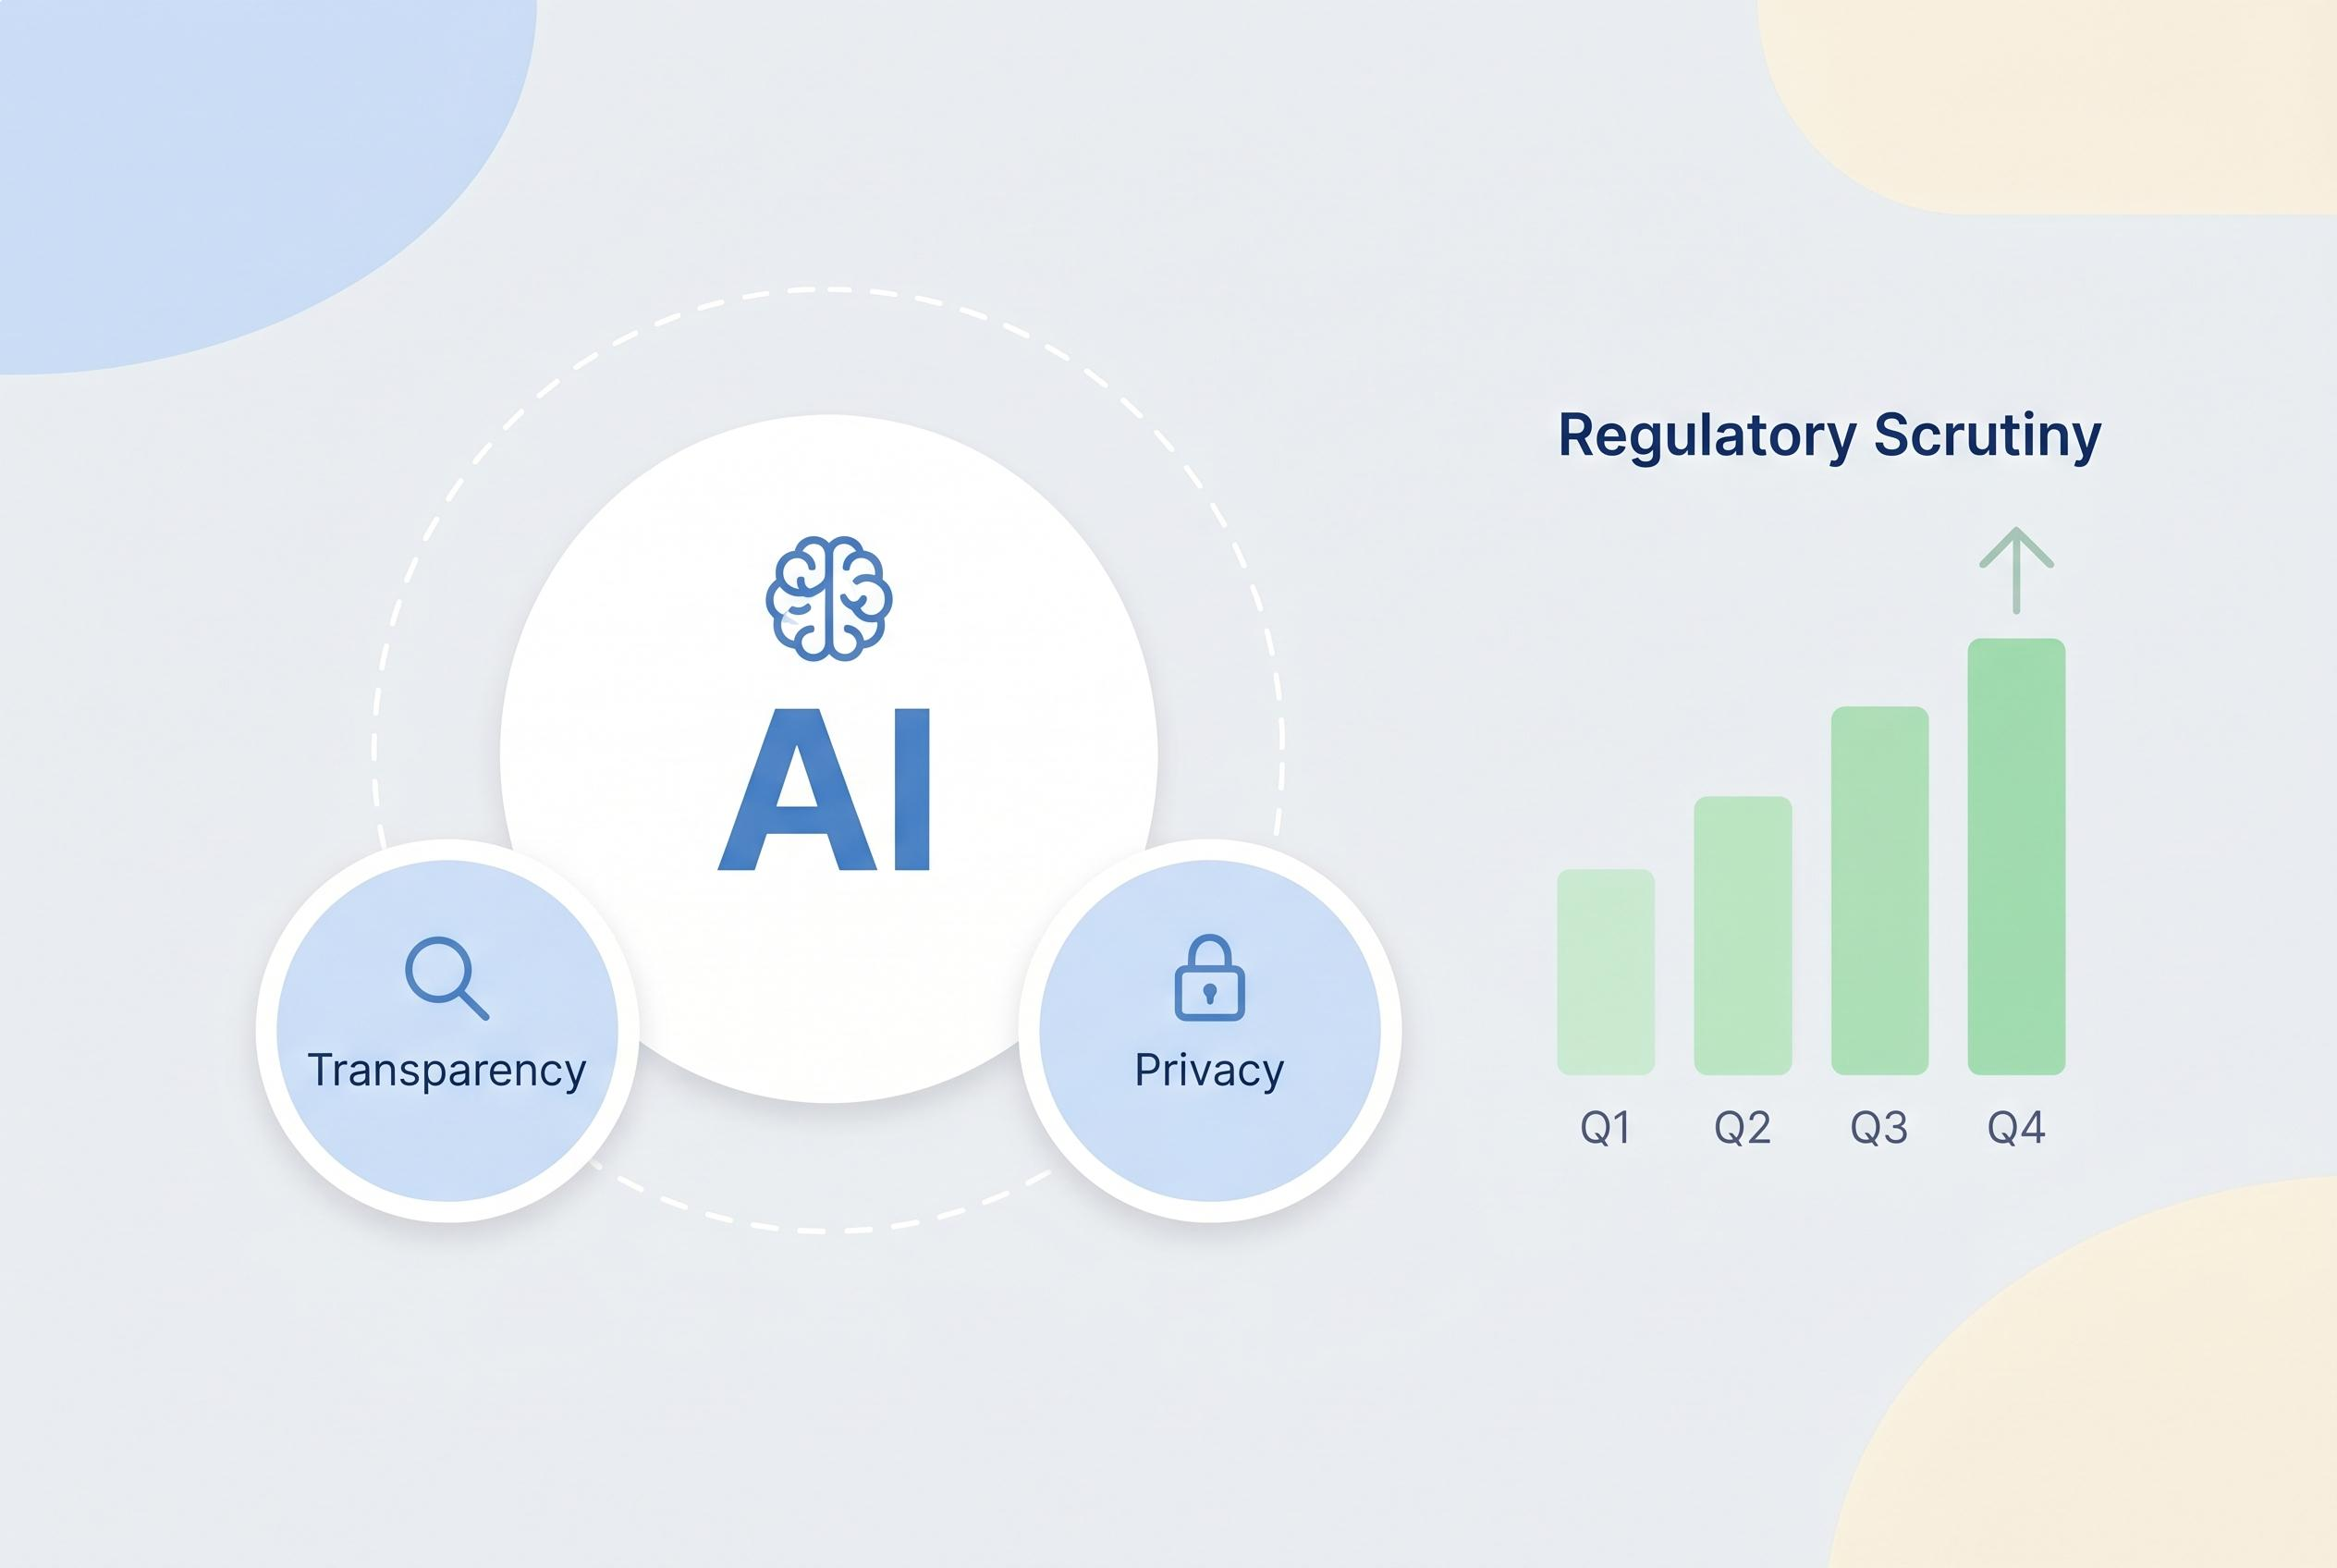 AI
Transparency
Privacy
Regulatory Scrutiny
Q1 Q2 Q3 Q4